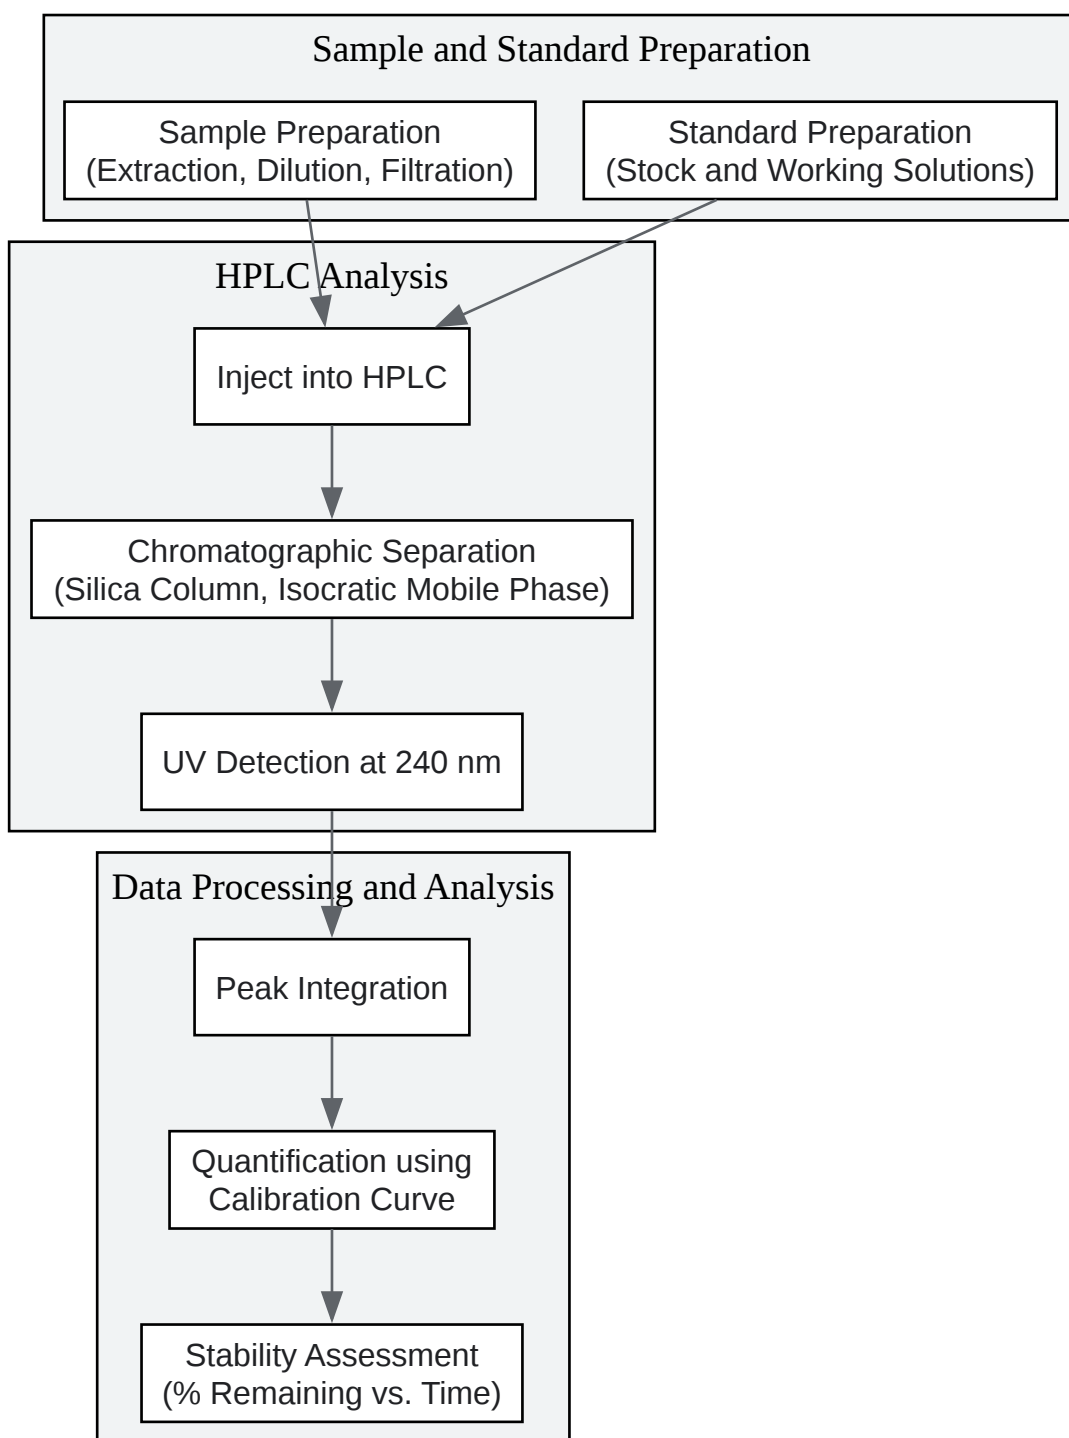 Sample and Standard Preparation
Sample Preparation
(Extraction, Dilution, Filtration)
Standard Preparation
(Stock and Working Solutions)
HPLC Analysis
Inject into HPLC
Chromatographic Separation
(Silica Column, Isocratic Mobile Phase)
UV Detection at 240 nm
Data Processing and Analysis
Peak Integration
Quantification using
Calibration Curve
Stability Assessment
(% Remaining vs. Time)